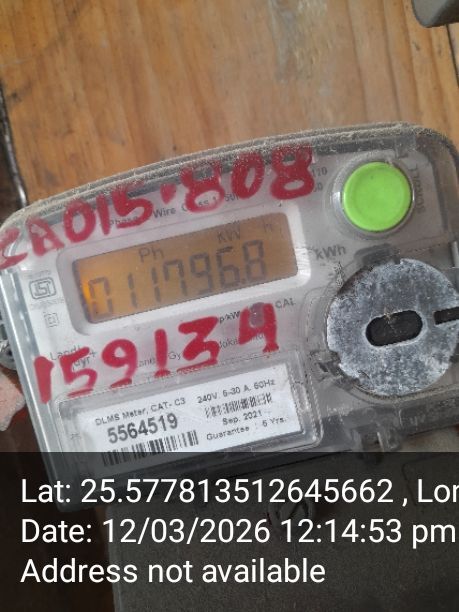 CA015.808
Ph KW H
011796.8
kWh
159134
DLMS Meter, CAT- C3 240V, 5-30 A, 50Hz
5564519
Sep. 2021
Guarantee : 5 Yrs.
Lat: 25.577813512645662 , Lon
Date: 12/03/2026 12:14:53 pm
Address not available